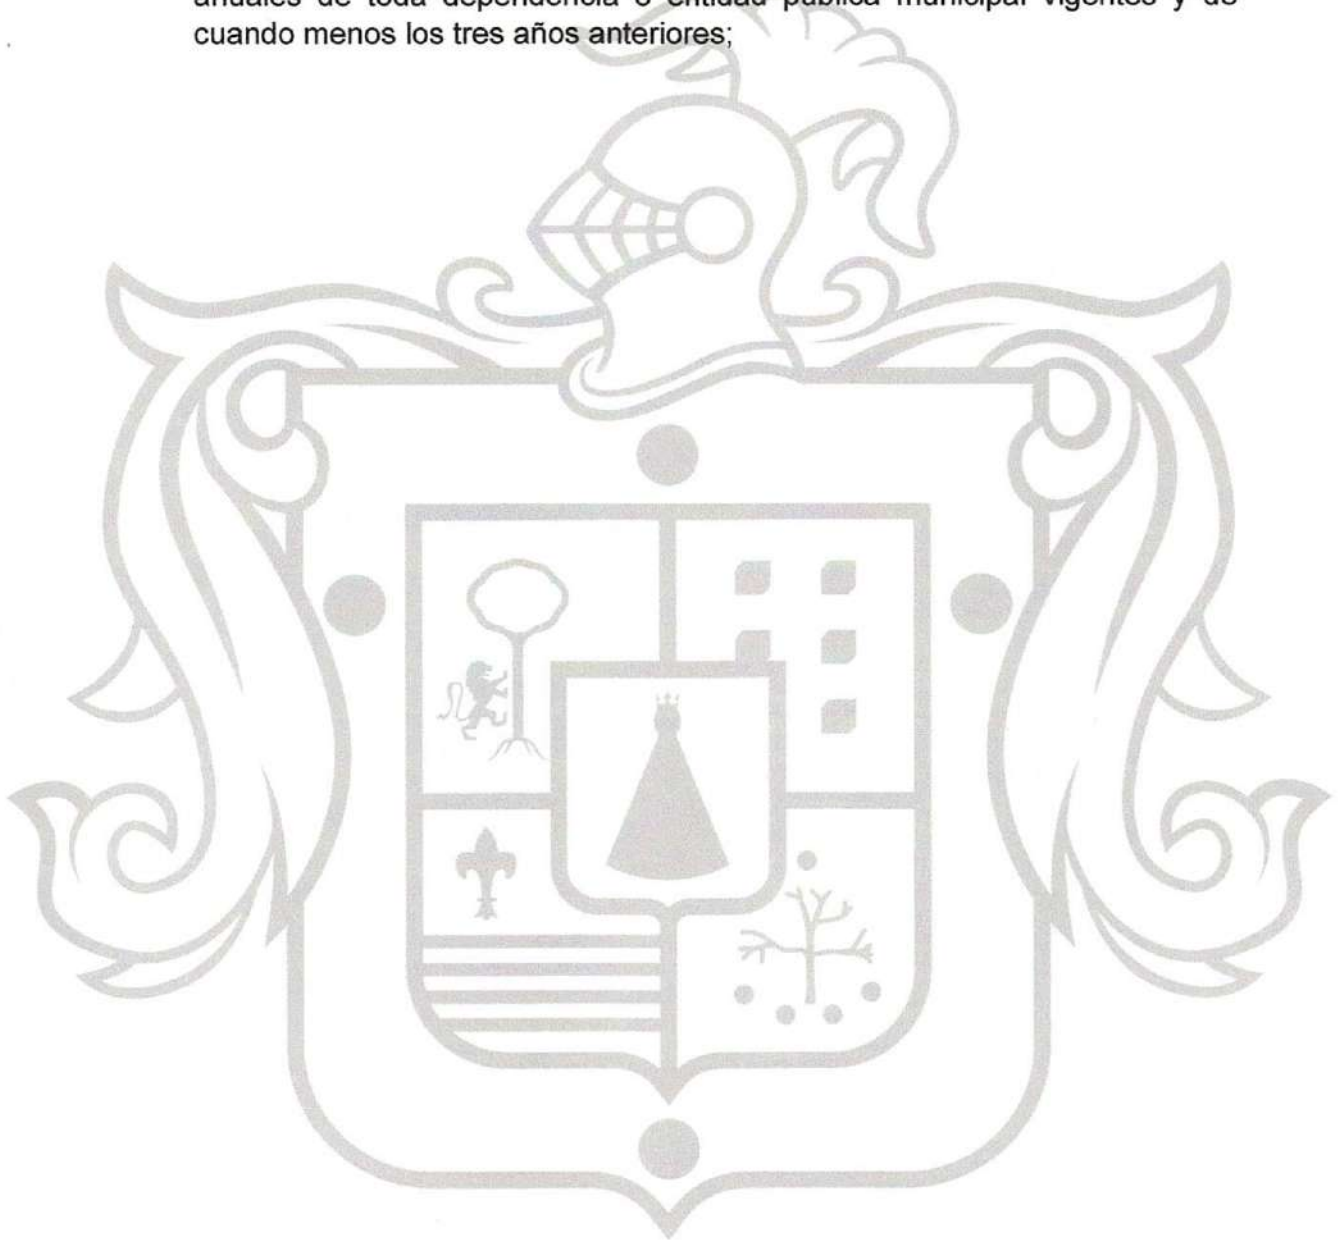 anuales de toda dependencia o entidad pública municipal vigentes y de
cuando menos los tres años anteriores;